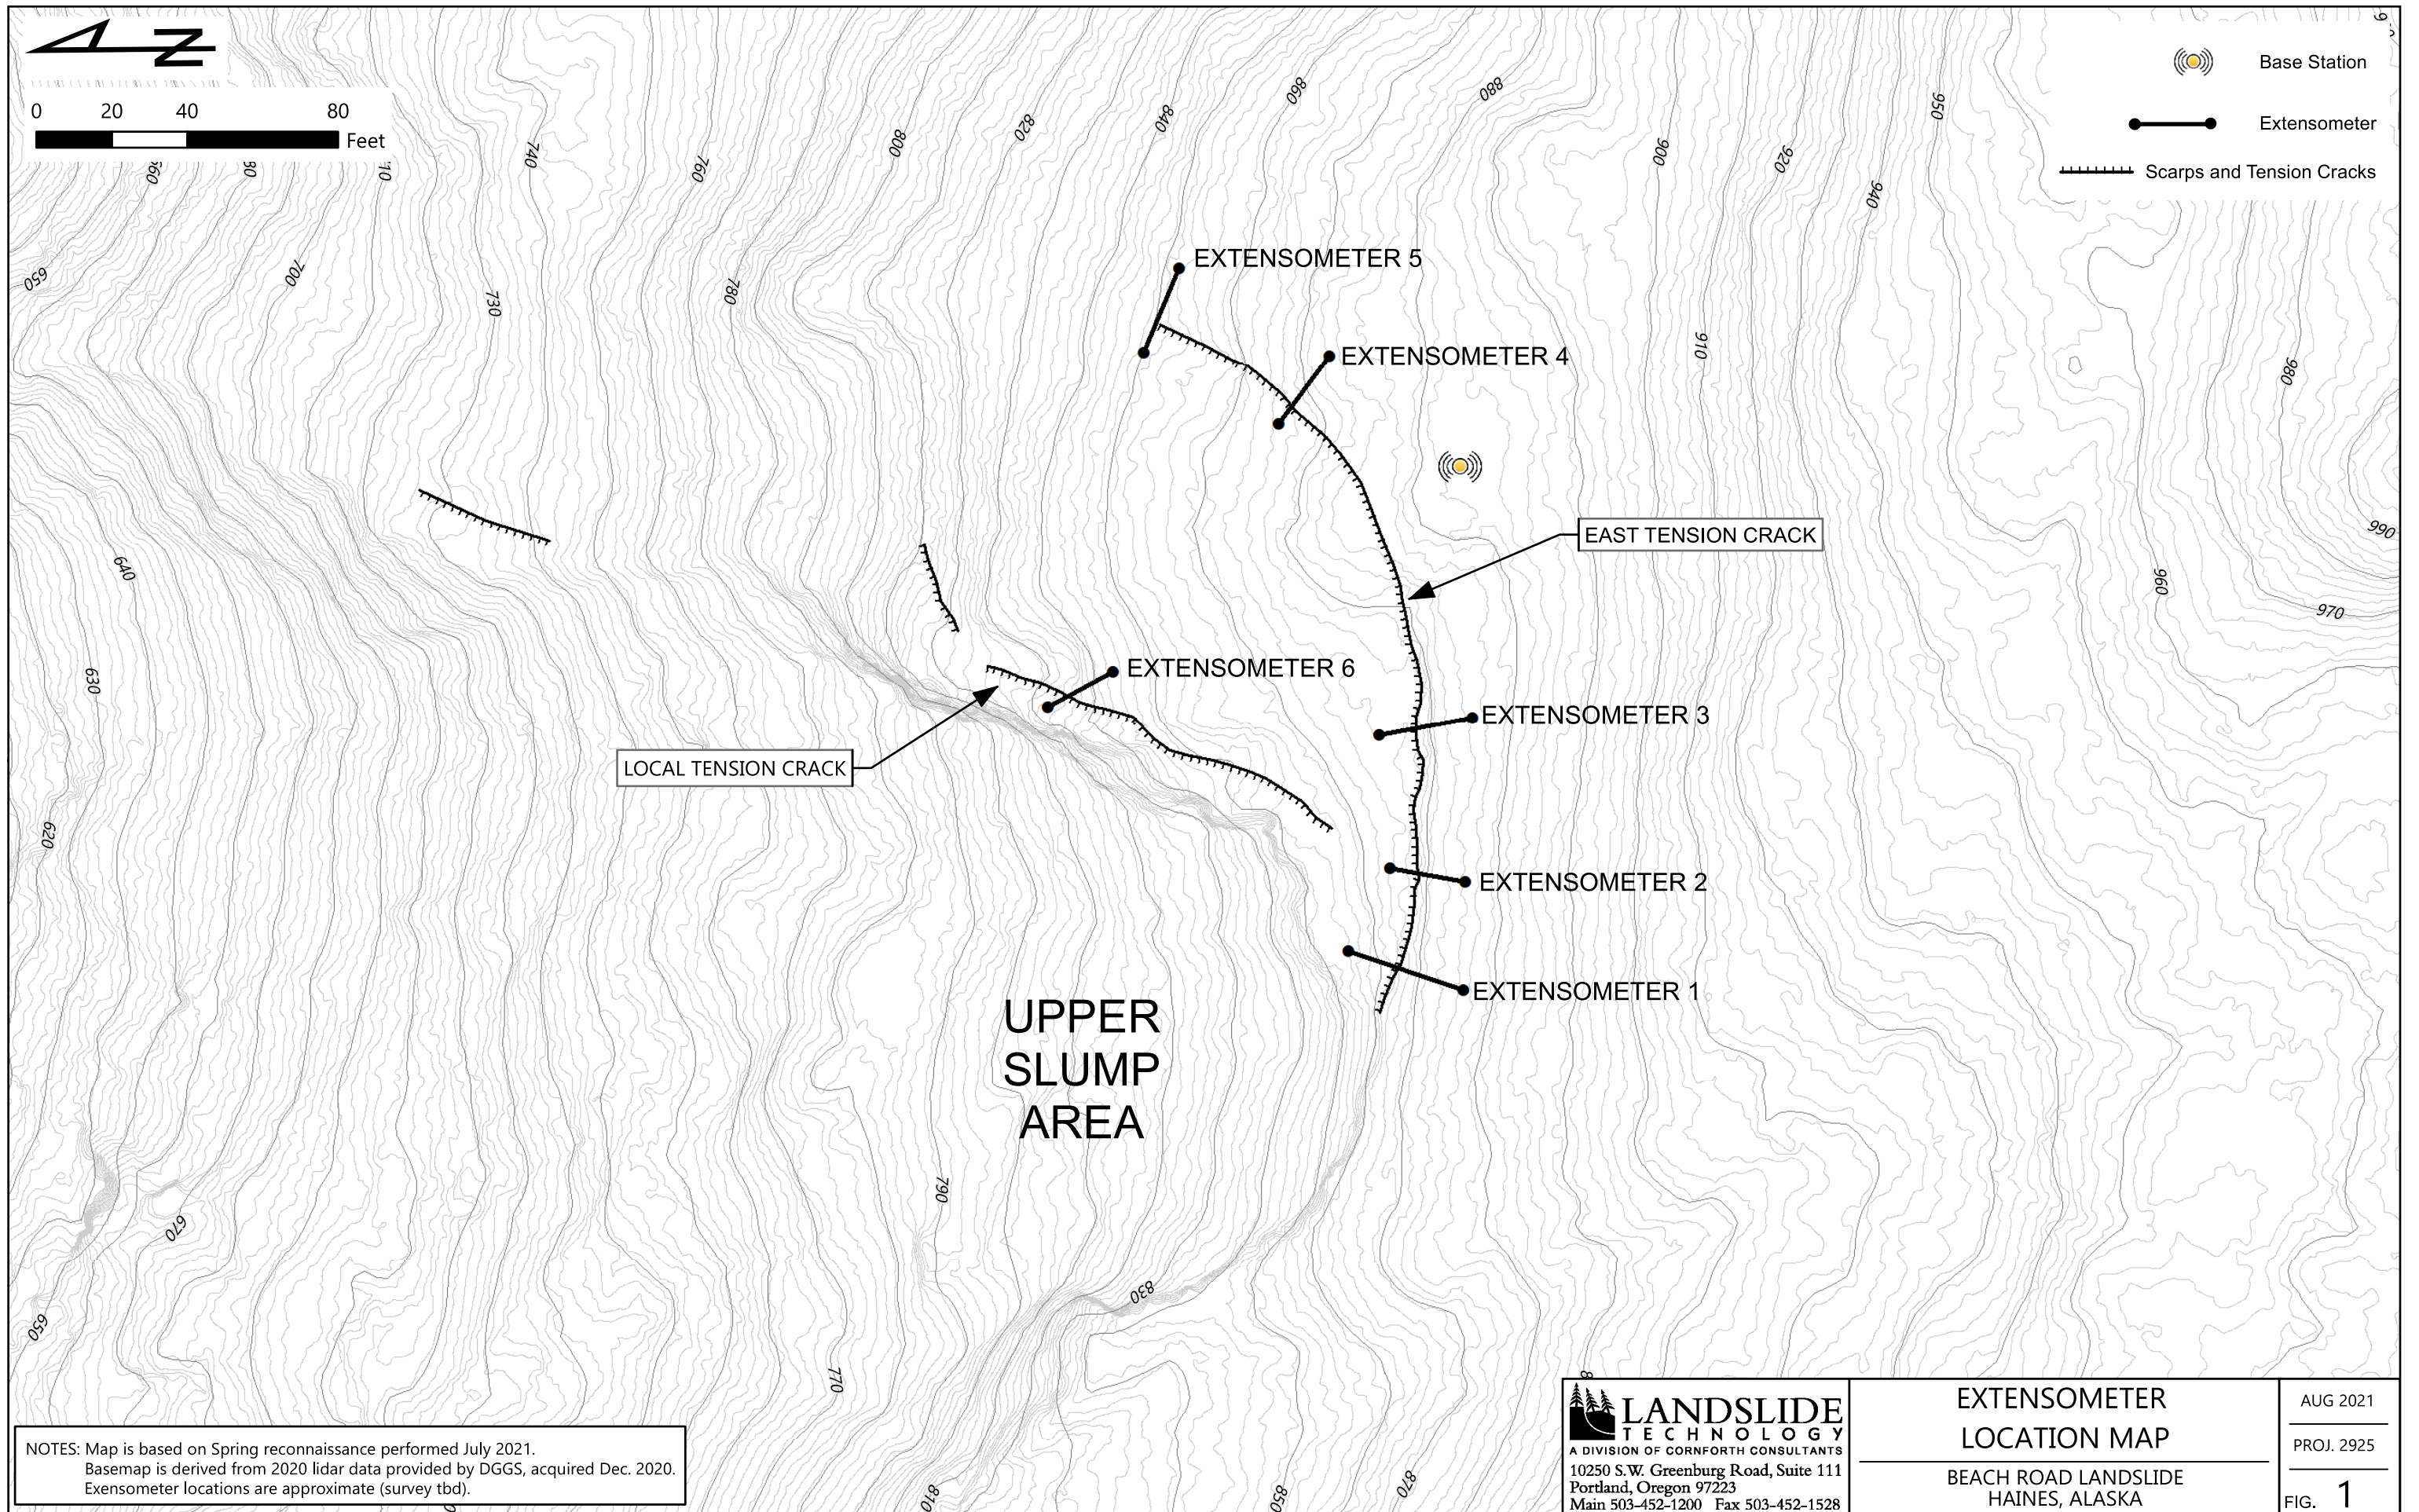 N
0 20 40 80
Feet
Base Station
Extensometer
Scarps and Tension Cracks
660
740
760
800
820
840
860
880
900
920
940
950
650
700
730
780
910
980
EXTENSOMETER 5
EXTENSOMETER 4
EAST TENSION CRACK
640
960
990
970
630
EXTENSOMETER 6
EXTENSOMETER 3
LOCAL TENSION CRACK
620
EXTENSOMETER 2
EXTENSOMETER 1
UPPER
SLUMP
AREA
790
670
830
650
770
810
850
870
NOTES: Map is based on Spring reconnaissance performed July 2021.
Basemap is derived from 2020 lidar data provided by DGGS, acquired Dec. 2020.
Exensometer locations are approximate (survey tbd).
LANDSLIDE
TECHNOLOGY
A DIVISION OF CORNFORTH CONSULTANTS
10250 S.W. Greenburg Road, Suite 111
Portland, Oregon 97223
Main 503-452-1200 Fax 503-452-1528
EXTENSOMETER
LOCATION MAP
BEACH ROAD LANDSLIDE
HAINES, ALASKA
AUG 2021
PROJ. 2925
FIG. 1